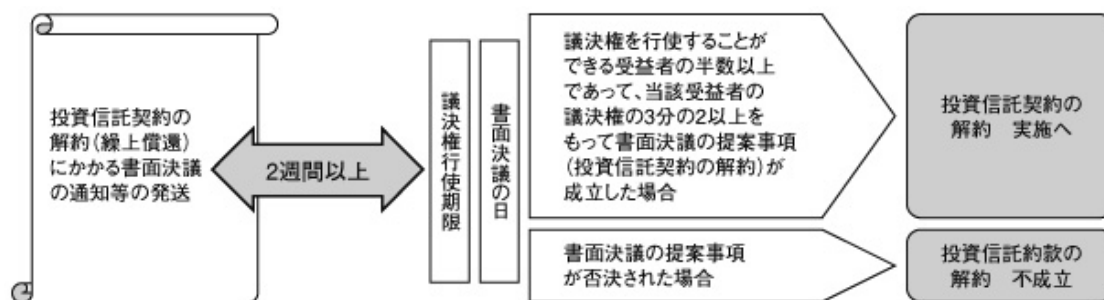 投資信託契約の
解約(繰上償還)
にかかる書面決議
の通知等の発送
2週間以上
議決権行使期限
書面決議の日
議決権を行使することが
できる受益者の半数以上
であって、当該受益者の
議決権の3分の2以上を
もって書面決議の提案事項
(投資信託契約の解約)が
成立した場合
投資信託契約の
解約 実施へ
書面決議の提案事項
が否決された場合
投資信託約款の
解約 不成立